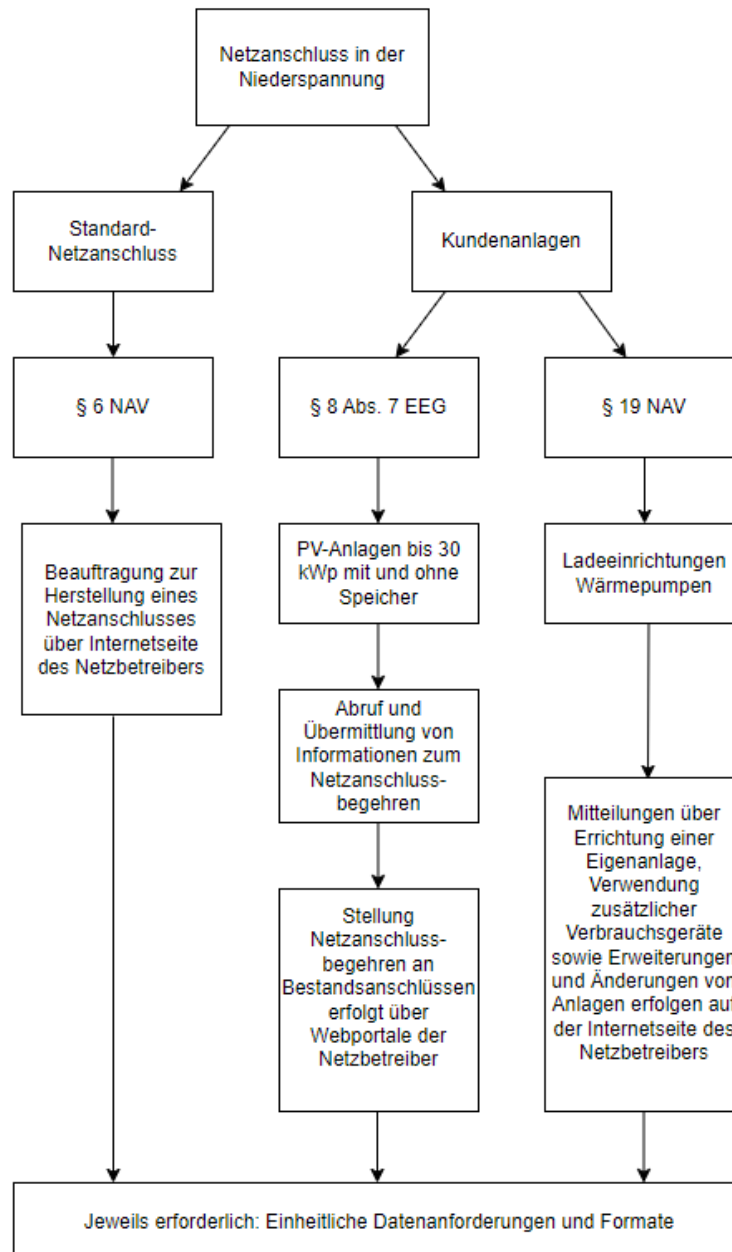 Netzanschluss in der
Niederspannung
Standard-
Netzanschluss
Kundenanlagen
§ 6 NAV
§ 8 Abs. 7 EEG
§ 19 NAV
Beauftragung zur
Herstellung eines
Netzanschlusses
über Internetseite
des Netzbetreibers
PV-Anlagen bis 30
kWp mit und ohne
Speicher
Ladeeinrichtungen
Wärmepumpen
Abruf und
Übermittlung von
Informationen zum
Netzanschluss-
begehren
Stellung
Netzanschluss-
begehren an
Bestandsanschlüssen
erfolgt über
Webportale der
Netzbetreiber
Mitteilungen über
Errichtung einer
Eigenanlage,
Verwendung
zusätzlicher
Verbrauchsgeräte
sowie Erweiterungen
und Änderungen von
Anlagen erfolgen auf
der Internetseite des
Netzbetreibers
Jeweils erforderlich: Einheitliche Datenanforderungen und Formate